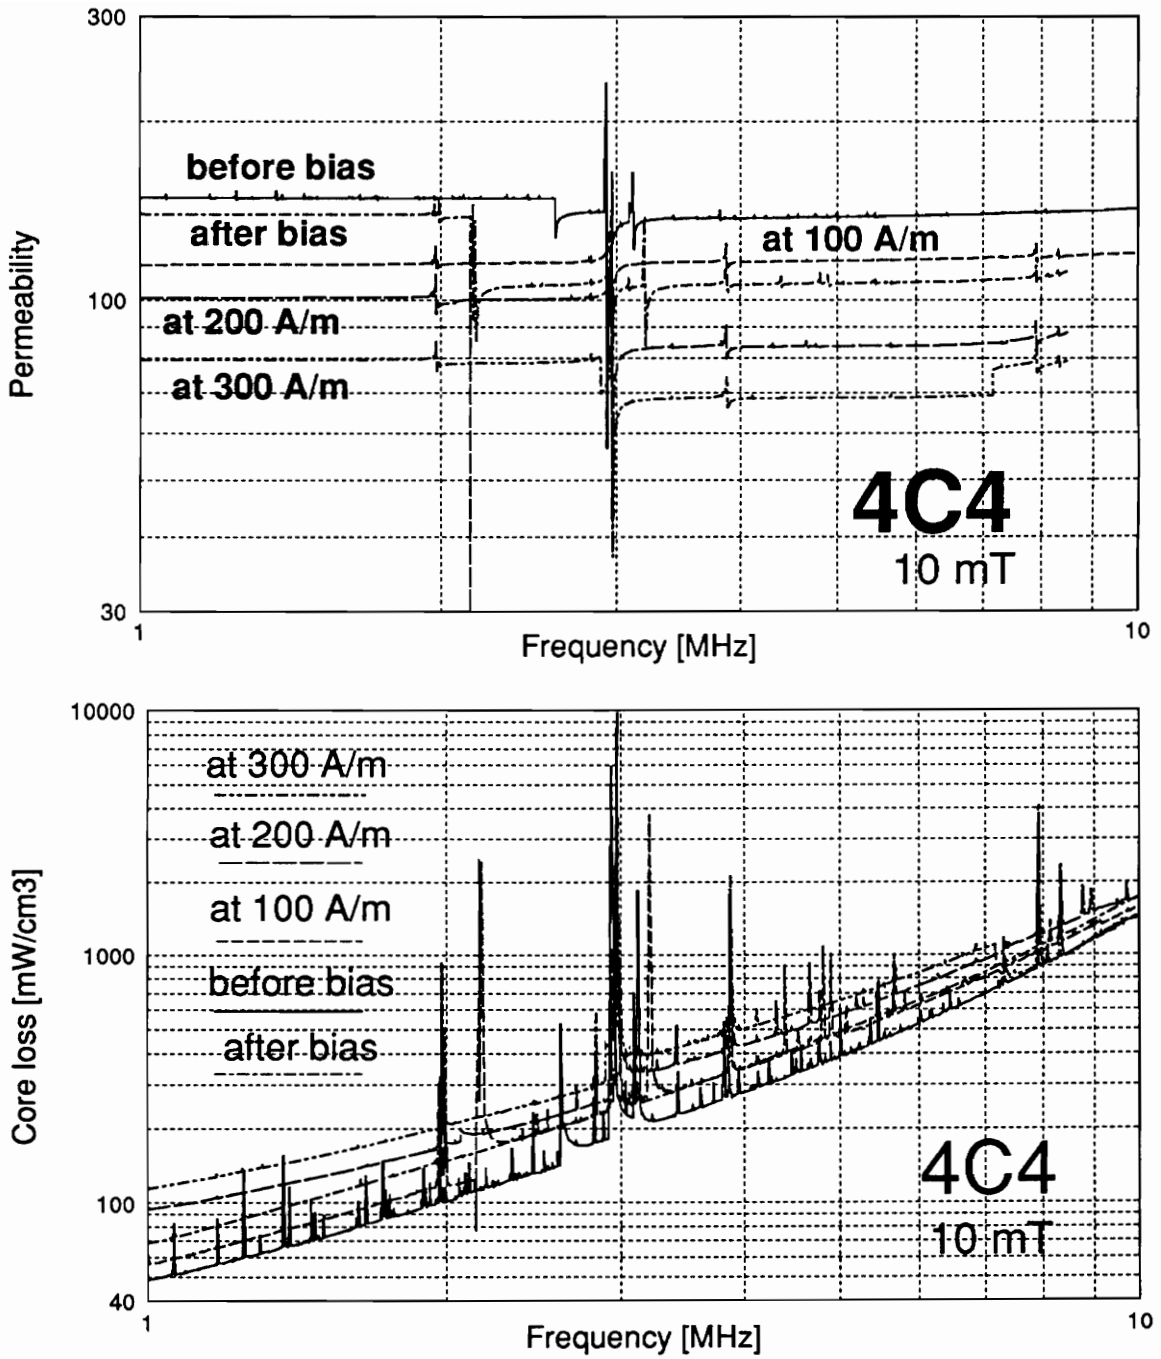 300
before bias
after bias
at 100 A/m
100
at 200 A/m
at 300 A/m
Permeability
4C4
10 mT
30
1
Frequency [MHz]
10
10000
at 300 A/m
at 200 A/m
at 100 A/m
1000
before bias
after bias
Core loss [mW/cm3]
4C4
100
10 mT
40
1
Frequency [MHz]
10